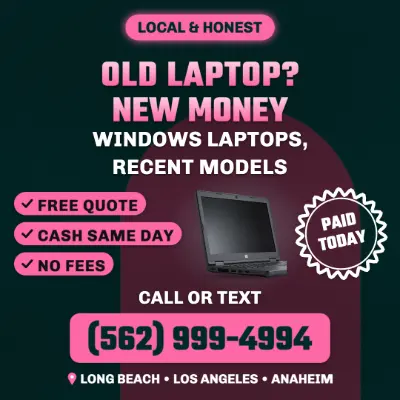 LOCAL & HONEST
OLD LAPTOP?
NEW MONEY
WINDOWS LAPTOPS,
RECENT MODELS
FREE QUOTE
CASH SAME DAY
NO FEES
PAID
TODAY
CALL OR TEXT
(562) 999-4994
LONG BEACH • LOS ANGELES • ANAHEIM